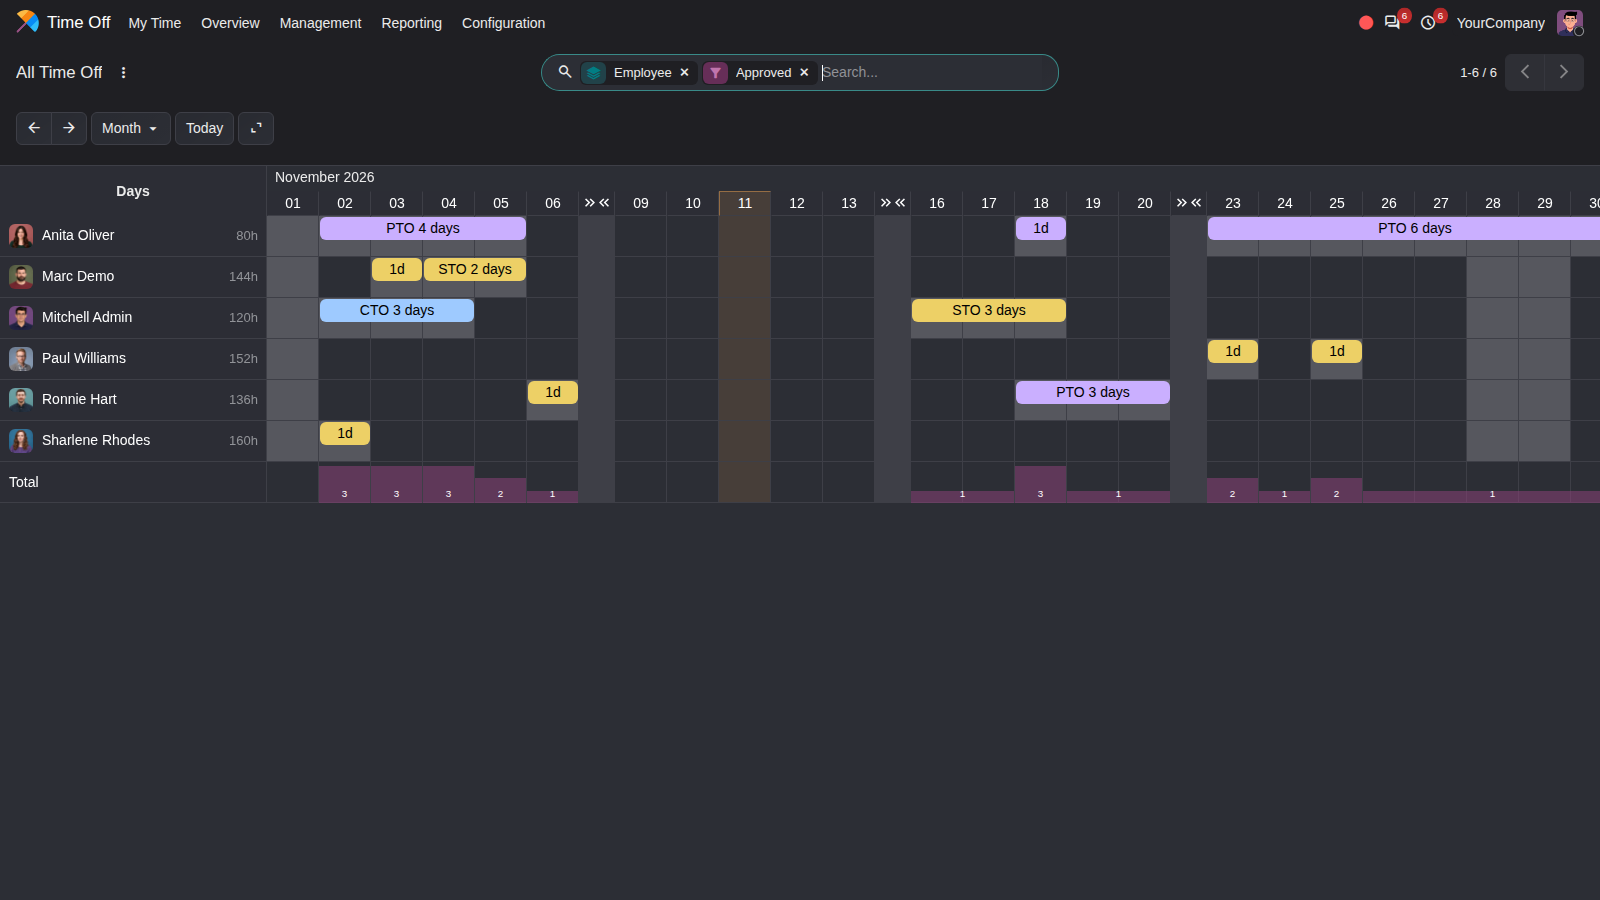 Time Off My Time Overview Management Reporting Configuration 6 6 YourCompany
All Time Off Employee Approved Search... 1-6 / 6
Month Today
Days November 2026
01 02 03 04 05 06 09 10 11 12 13 16 17 18 19 20 23 24 25 26 27 28 29 30
Anita Oliver 80h PTO 4 days 1d PTO 6 days
Marc Demo 144h 1d STO 2 days
Mitchell Admin 120h CTO 3 days STO 3 days
Paul Williams 152h 1d 1d
Ronnie Hart 136h 1d PTO 3 days
Sharlene Rhodes 160h 1d
Total 3 3 3 2 1 1 3 1 2 1 2 1